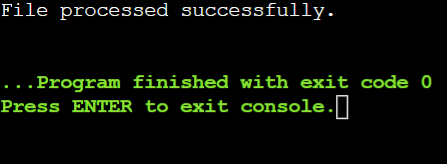 File processed successfully.
...Program finished with exit code 0
Press ENTER to exit console.